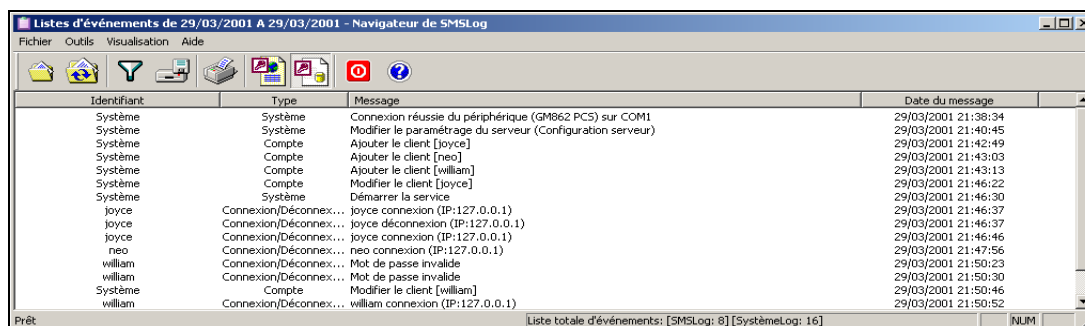 Listes d'événements de 29/03/2001 A 29/03/2001 - Navigateur de SMSLog
Fichier Outils Visualisation Aide
Identifiant Type Message Date du message
Système Système Connexion réussie du périphérique (GM862 PCS) sur COM1 29/03/2001 21:38:34
Système Système Modifier le paramétrage du serveur (Configuration serveur) 29/03/2001 21:40:45
Système Compte Ajouter le client [joyce] 29/03/2001 21:42:49
Système Compte Ajouter le client [neo] 29/03/2001 21:43:03
Système Compte Ajouter le client [william] 29/03/2001 21:43:13
Système Compte Modifier le client [joyce] 29/03/2001 21:46:22
Système Système Démarrer la service 29/03/2001 21:46:30
joyce Connexion/Déconnex... joyce connexion (IP:127.0.0.1) 29/03/2001 21:46:37
joyce Connexion/Déconnex... joyce déconnexion (IP:127.0.0.1) 29/03/2001 21:46:37
joyce Connexion/Déconnex... joyce connexion (IP:127.0.0.1) 29/03/2001 21:46:46
neo Connexion/Déconnex... neo connexion (IP:127.0.0.1) 29/03/2001 21:47:56
william Connexion/Déconnex... Mot de passe invalide 29/03/2001 21:50:23
william Connexion/Déconnex... Mot de passe invalide 29/03/2001 21:50:30
Système Compte Modifier le client [william] 29/03/2001 21:50:46
william Connexion/Déconnex... william connexion (IP:127.0.0.1) 29/03/2001 21:50:52
Prêt Liste totale d'événements: [SMSLog: 8] [SystèmeLog: 16] NUM